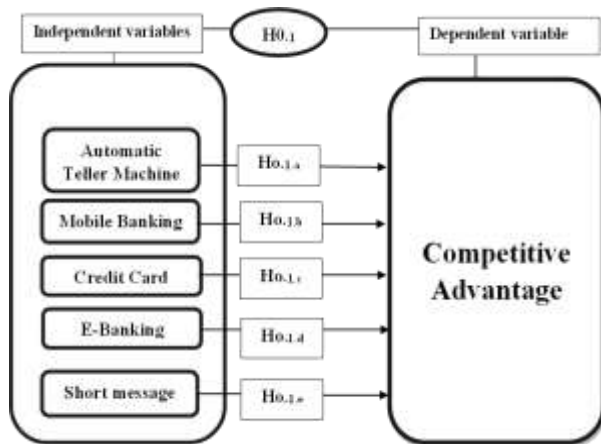 Independent variables
H0.1
Dependent variable
Automatic
Teller Machine
Ho.1.a
Mobile Banking
Ho.1.b
Credit Card
Ho.1.c
E-Banking
Ho.1.d
Short message
Ho.1.e
Competitive
Advantage